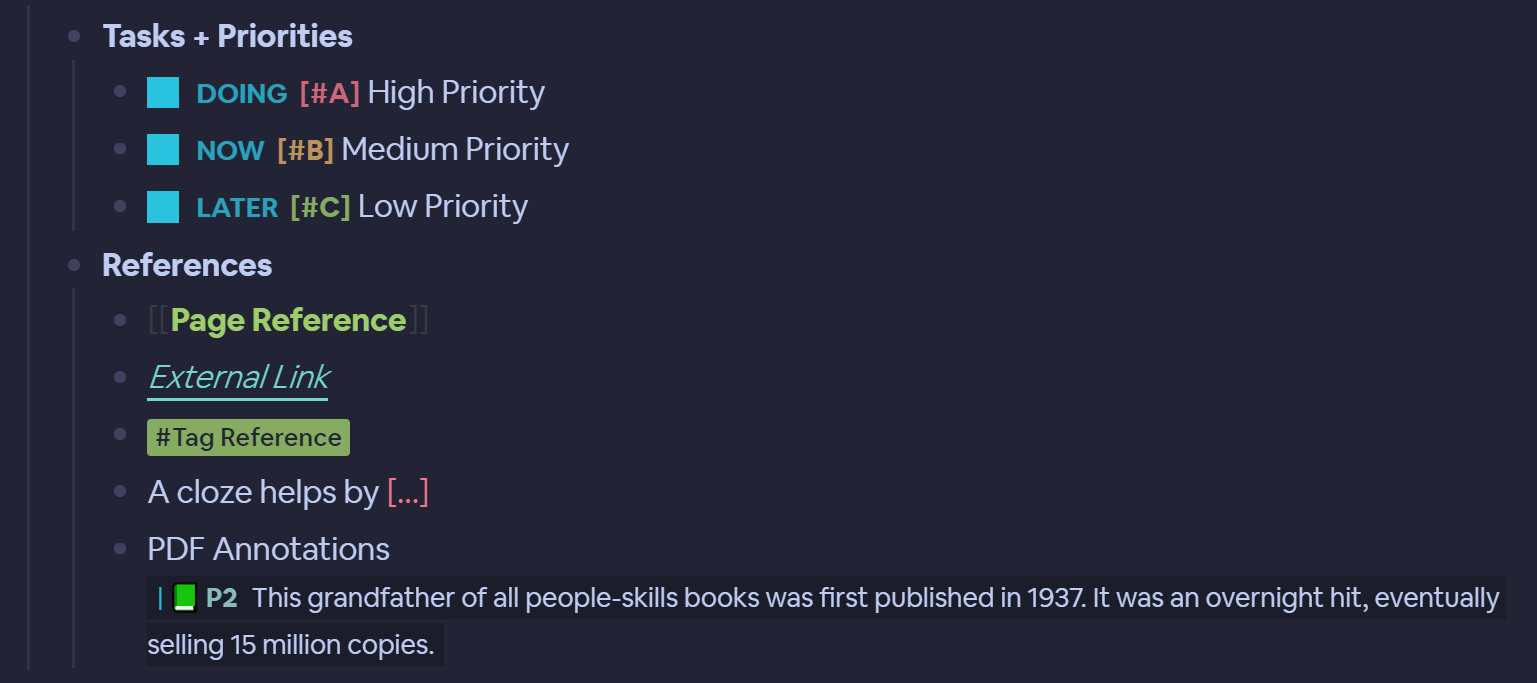 Tasks + Priorities
DOING [#A] High Priority
NOW [#B] Medium Priority
LATER [#C] Low Priority
References
[[Page Reference]]
External Link
#Tag Reference
A cloze helps by [...]
PDF Annotations
| P2 This grandfather of all people-skills books was first published in 1937. It was an overnight hit, eventually
selling 15 million copies.